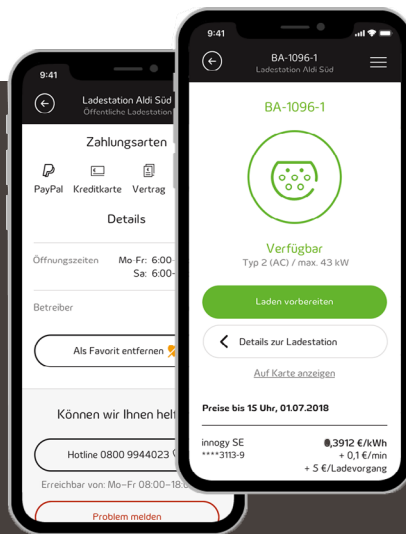 9:41
Ladestation Aldi Süd
Öffentliche Ladestation
Zahlungsarten
PayPal Kreditkarte Vertrag
Details
Öffnungszeiten Mo-Fr: 6:00-
Sa: 6:00-
Betreiber
Als Favorit entfernen
Können wir Ihnen
Hotline 0800 9944023
Erreichbar von: Mo–Fr 08:00–18:
Problem melden
9:41
BA-1096-1
Ladestation Aldi Süd
BA-1096-1
Verfügbar
Typ 2 (AC) / max. 43 kW
Laden vorbereiten
Details zur Ladestation
Auf Karte anzeigen
Preise bis 15 Uhr, 01.07.2018
innogy SE 0,3912 €/kWh
****3113-9 + 0,1 €/min
+ 5 €/Ladevorgang